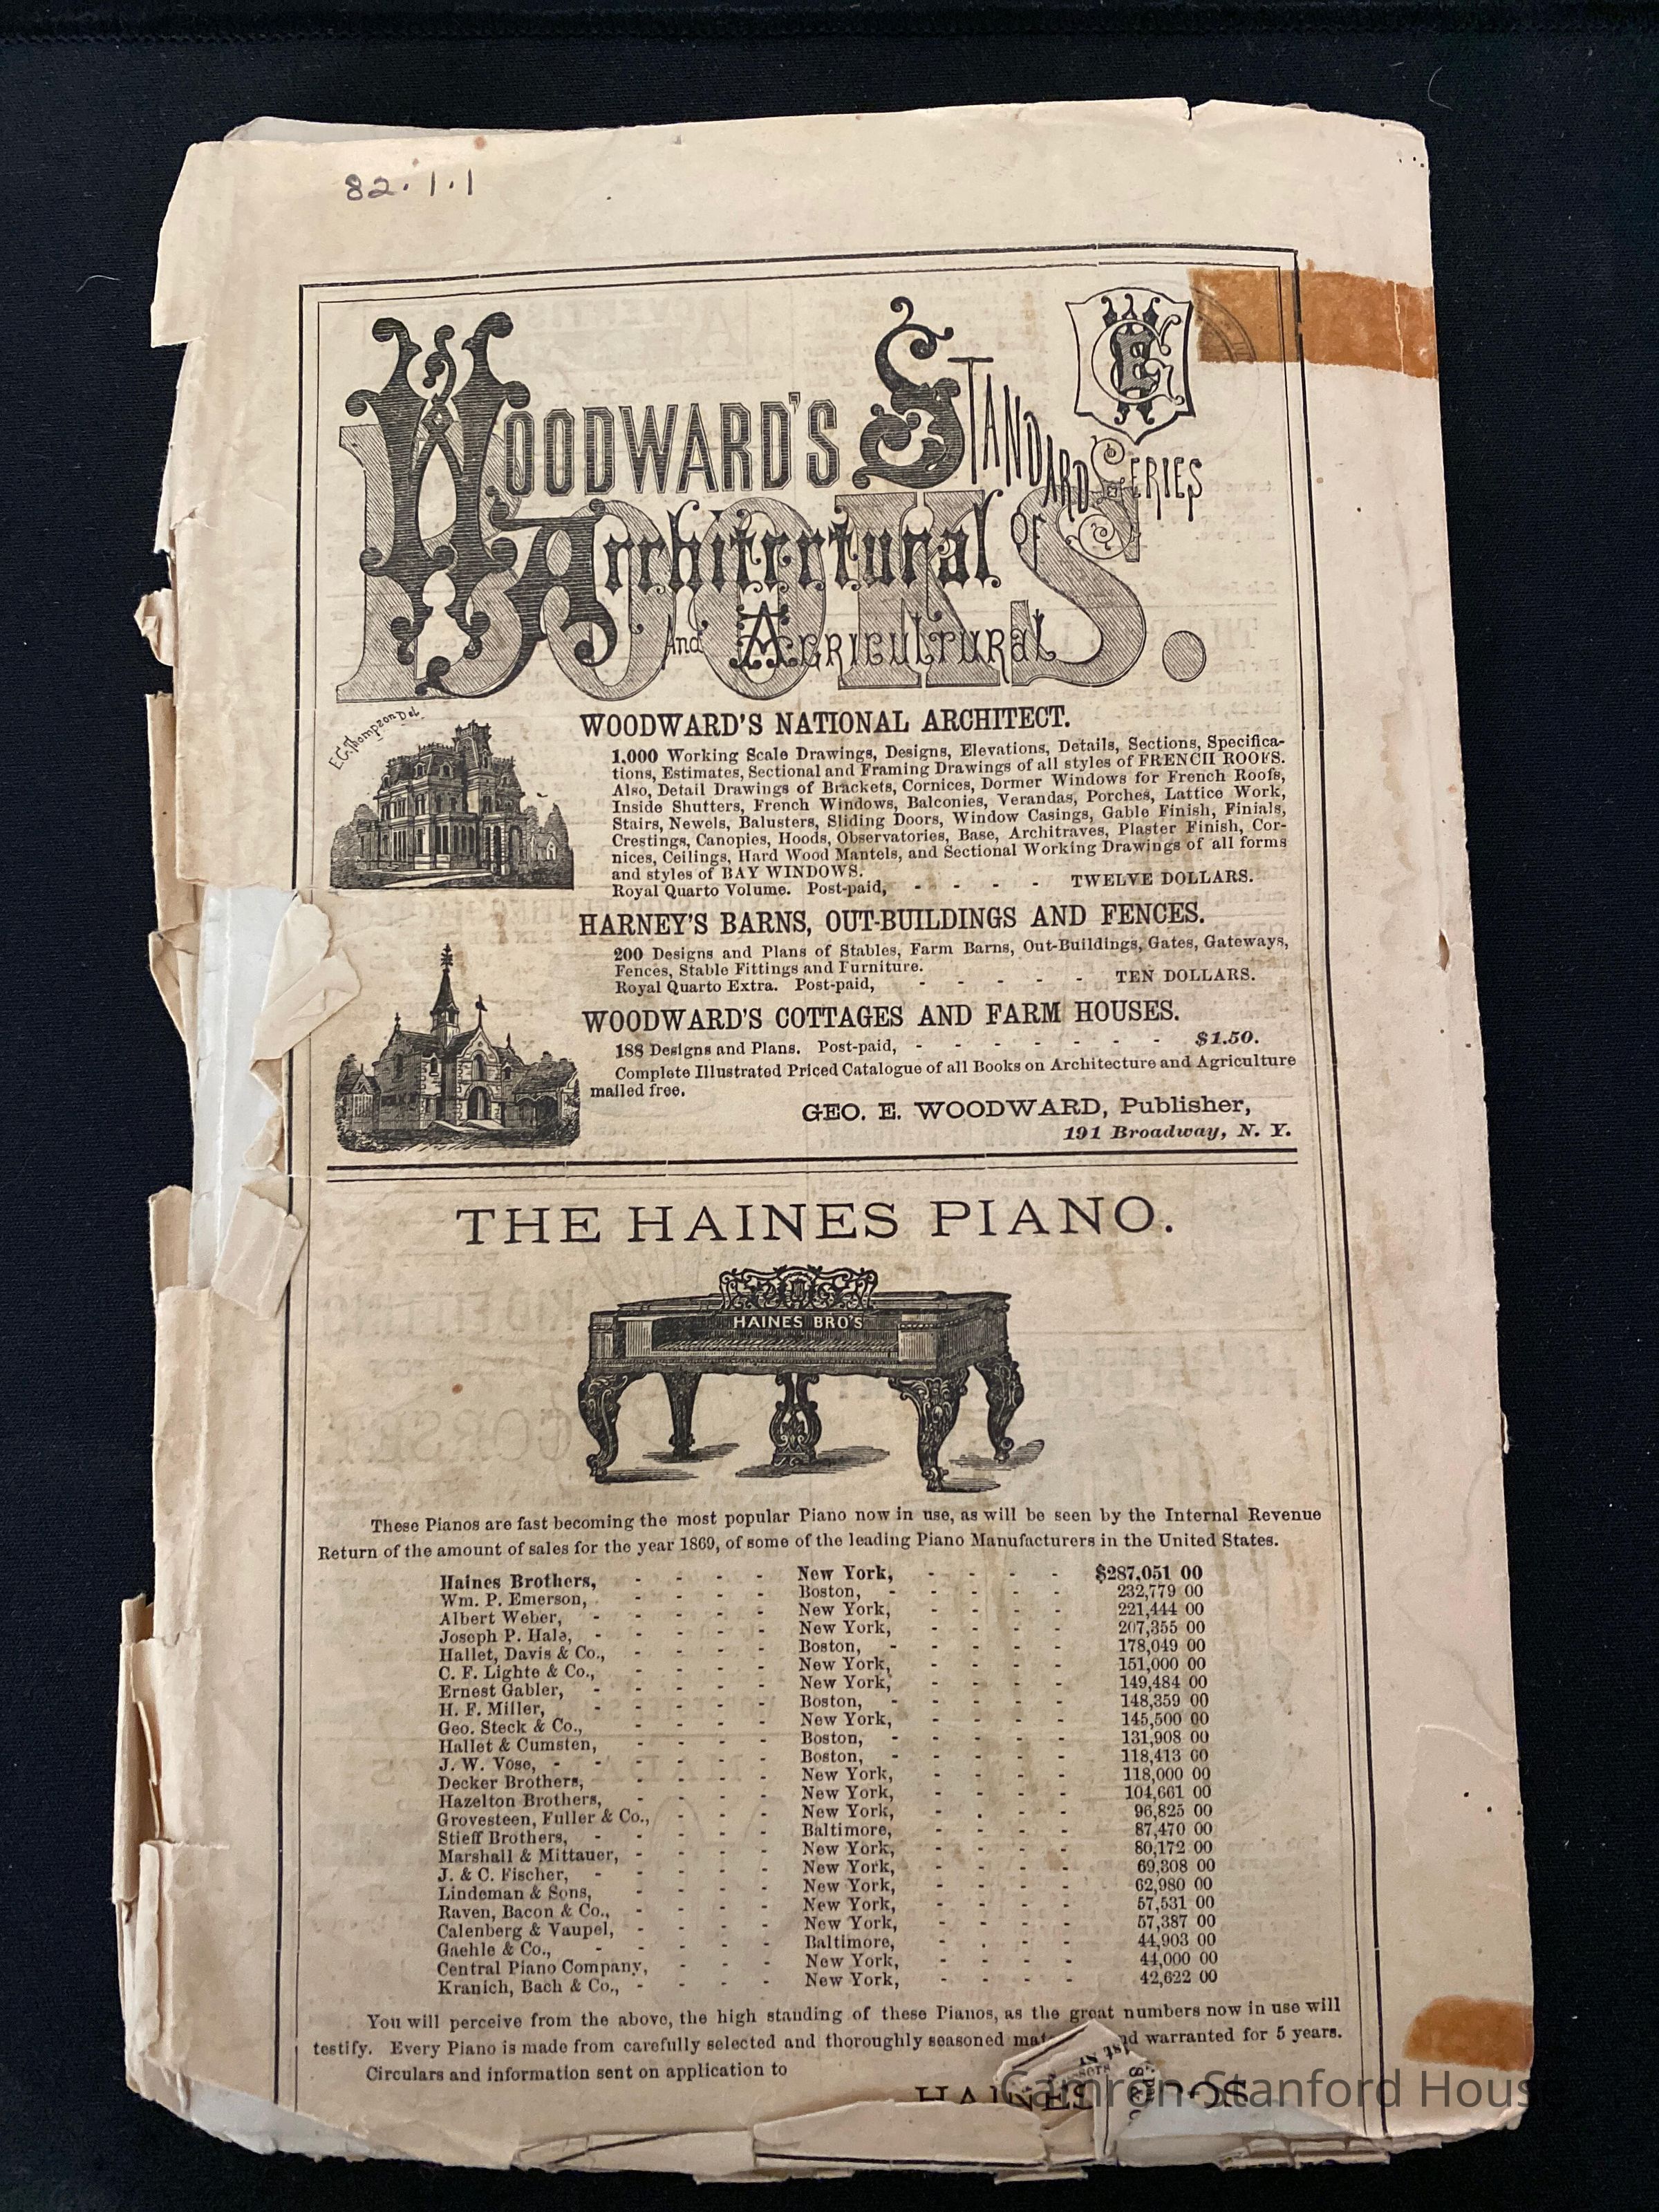 82.1.1
WOODWARD'S STANDARD SERIES
OF
Architectural
And Agricultural
BOOKS.
GEW
E.C. Thompson Del.
WOODWARD'S NATIONAL ARCHITECT.
1,000 Working Scale Drawings, Designs, Elevations, Details, Sections, Specifica-
tions, Estimates, Sectional and Framing Drawings of all styles of FRENCH ROOFS.
Also, Detail Drawings of Brackets, Cornices, Dormer Windows for French Roofs,
Inside Shutters, French Windows, Balconies, Verandas, Porches, Lattice Work,
Stairs, Newels, Balusters, Sliding Doors, Window Casings, Gable Finish, Finials,
Crestings, Canopies, Hoods, Observatories, Base, Architraves, Plaster Finish, Cor-
nices, Ceilings, Hard Wood Mantels, and Sectional Working Drawings of all forms
and styles of BAY WINDOWS.
Royal Quarto Volume. Post-paid, - - - - TWELVE DOLLARS.
HARNEY'S BARNS, OUT-BUILDINGS AND FENCES.
200 Designs and Plans of Stables, Farm Barns, Out-Buildings, Gates, Gateways,
Fences, Stable Fittings and Furniture.
Royal Quarto Extra. Post-paid, - - - - - TEN DOLLARS.
WOODWARD'S COTTAGES AND FARM HOUSES.
188 Designs and Plans. Post-paid, - - - - - - - $1.50.
Complete Illustrated Priced Catalogue of all Books on Architecture and Agriculture
mailed free.
GEO. E. WOODWARD, Publisher,
191 Broadway, N. Y.
THE HAINES PIANO.
HAINES BRO'S
These Pianos are fast becoming the most popular Piano now in use, as will be seen by the Internal Revenue
Return of the amount of sales for the year 1869, of some of the leading Piano Manufacturers in the United States.
Haines Brothers, - - - - New York, - - - - $287,051 00
Wm. P. Emerson, - - - - Boston, - - - - - 232,779 00
Albert Weber, - - - - - New York, - - - - 221,444 00
Joseph P. Hale, - - - - - New York, - - - - 207,355 00
Hallet, Davis & Co., - - - - Boston, - - - - - 178,049 00
C. F. Lighte & Co., - - - - New York, - - - - 151,000 00
Ernest Gabler, - - - - - New York, - - - - 149,484 00
H. F. Miller, - - - - - Boston, - - - - - 148,359 00
Geo. Steck & Co., - - - - New York, - - - - 145,500 00
Hallet & Cumsten, - - - - Boston, - - - - - 131,908 00
J. W. Vose, - - - - - - Boston, - - - - - 118,413 00
Decker Brothers, - - - - New York, - - - - 118,000 00
Hazelton Brothers, - - - - New York, - - - - 104,661 00
Grovesteen, Fuller & Co., - - - New York, - - - - 96,825 00
Stieff Brothers, - - - - - Baltimore, - - - - 87,470 00
Marshall & Mittauer, - - - - New York, - - - - 80,172 00
J. & C. Fischer, - - - - - New York, - - - - 69,308 00
Lindeman & Sons, - - - - New York, - - - - 62,980 00
Raven, Bacon & Co., - - - - New York, - - - - 57,531 00
Calenberg & Vaupel, - - - - New York, - - - - 57,387 00
Gaehle & Co., - - - - - Baltimore, - - - - 44,903 00
Central Piano Company, - - - New York, - - - - 44,000 00
Kranich, Bach & Co., - - - - New York, - - - - 42,622 00
You will perceive from the above, the high standing of these Pianos, as the great numbers now in use will
testify. Every Piano is made from carefully selected and thoroughly seasoned mat nd warranted for 5 years.
Circulars and information sent on application to
HAINES
Camron-Stanford House